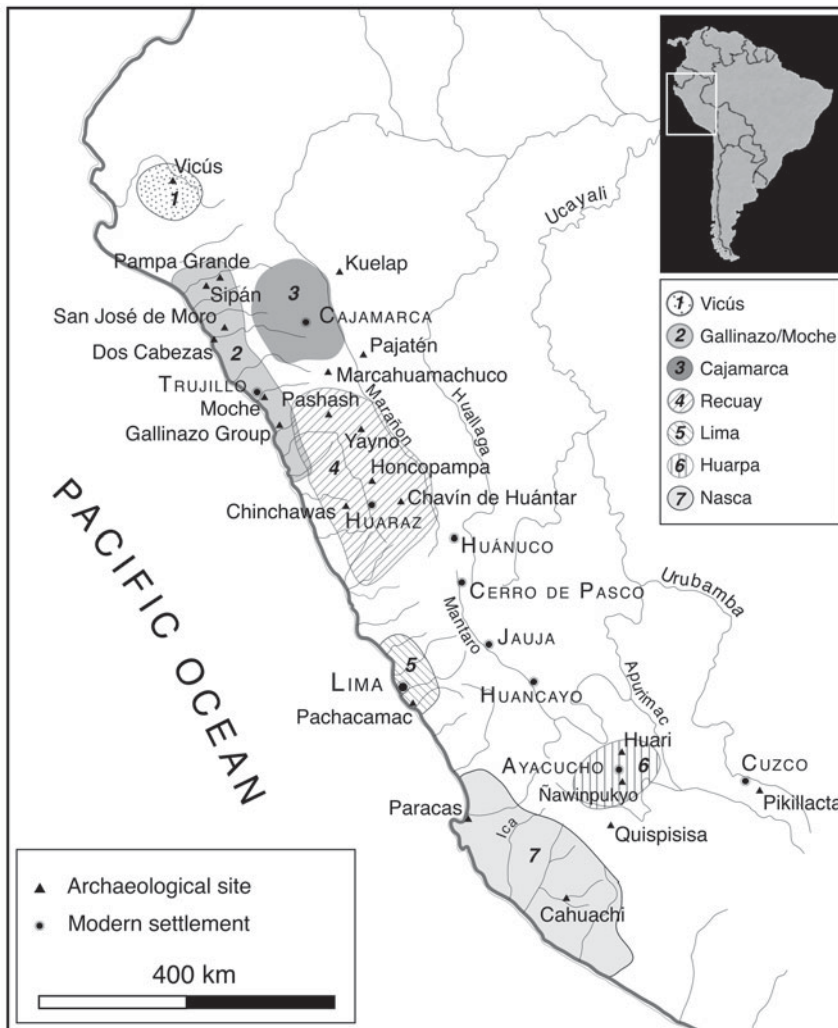 Vicús
1
Ucayali
Pampa Grande
Kuelap
3
Sipán
San José de Moro
CAJAMARCA
Pajatén
Dos Cabezas
2
Marcahuamachuco
TRUJILLO
Pashash
Marañon
Huallaga
Moche
Gallinazo Group
Yayno
4
Honcopampa
Chinchawas
Chavín de Huántar
HUARAZ
PACIFIC OCEAN
HUÁNUCO
CERRO DE PASCO
Urubamba
Mantaro
JAUJA
5
LIMA
HUANCAYO
Apurimac
Pachacamac
Huari
AYACUCHO
6
CUZCO
Ñawinpukyo
Pikillacta
Paracas
Ica
Quispisisa
7
Cahuachi
1 Vicús
2 Gallinazo/Moche
3 Cajamarca
4 Recuay
5 Lima
6 Huarpa
7 Nasca
Archaeological site
Modern settlement
400 km